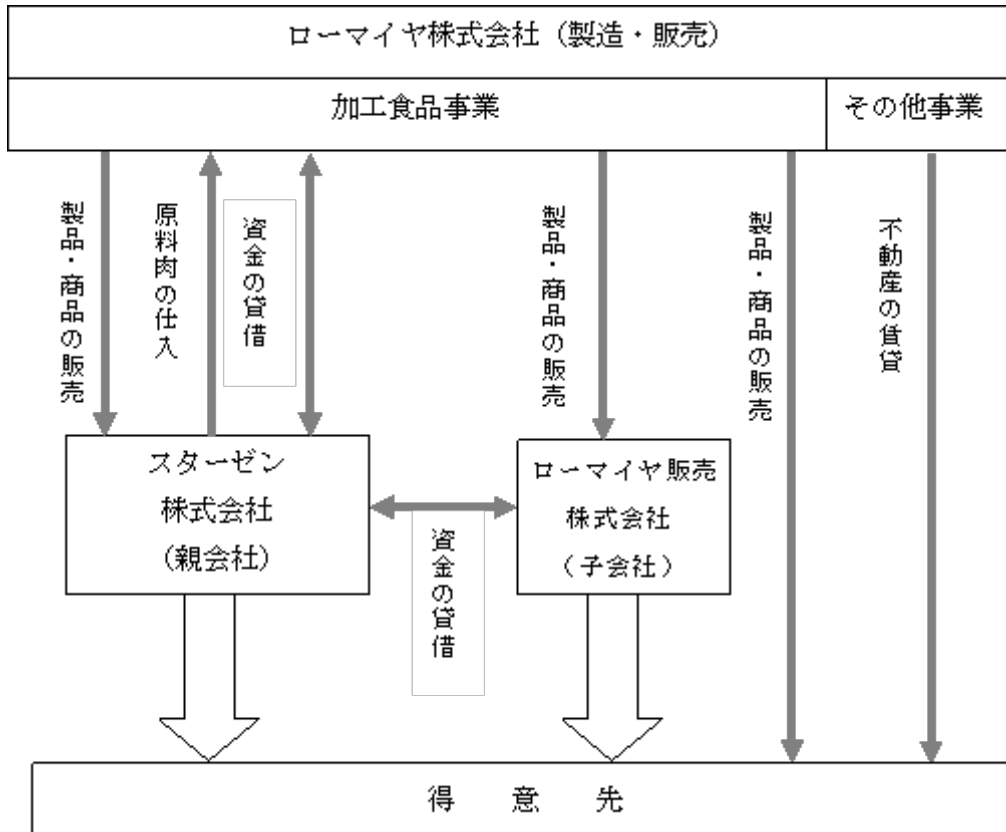 ローマイヤ株式会社（製造・販売）
加工食品事業
その他事業
製品・商品の販売
原料肉の仕入
資金の貸借
製品・商品の販売
製品・商品の販売
不動産の賃貸
スターゼン
株式会社
(親会社)
ローマイヤ販売
株式会社
（子会社）
資金の貸借
得意先